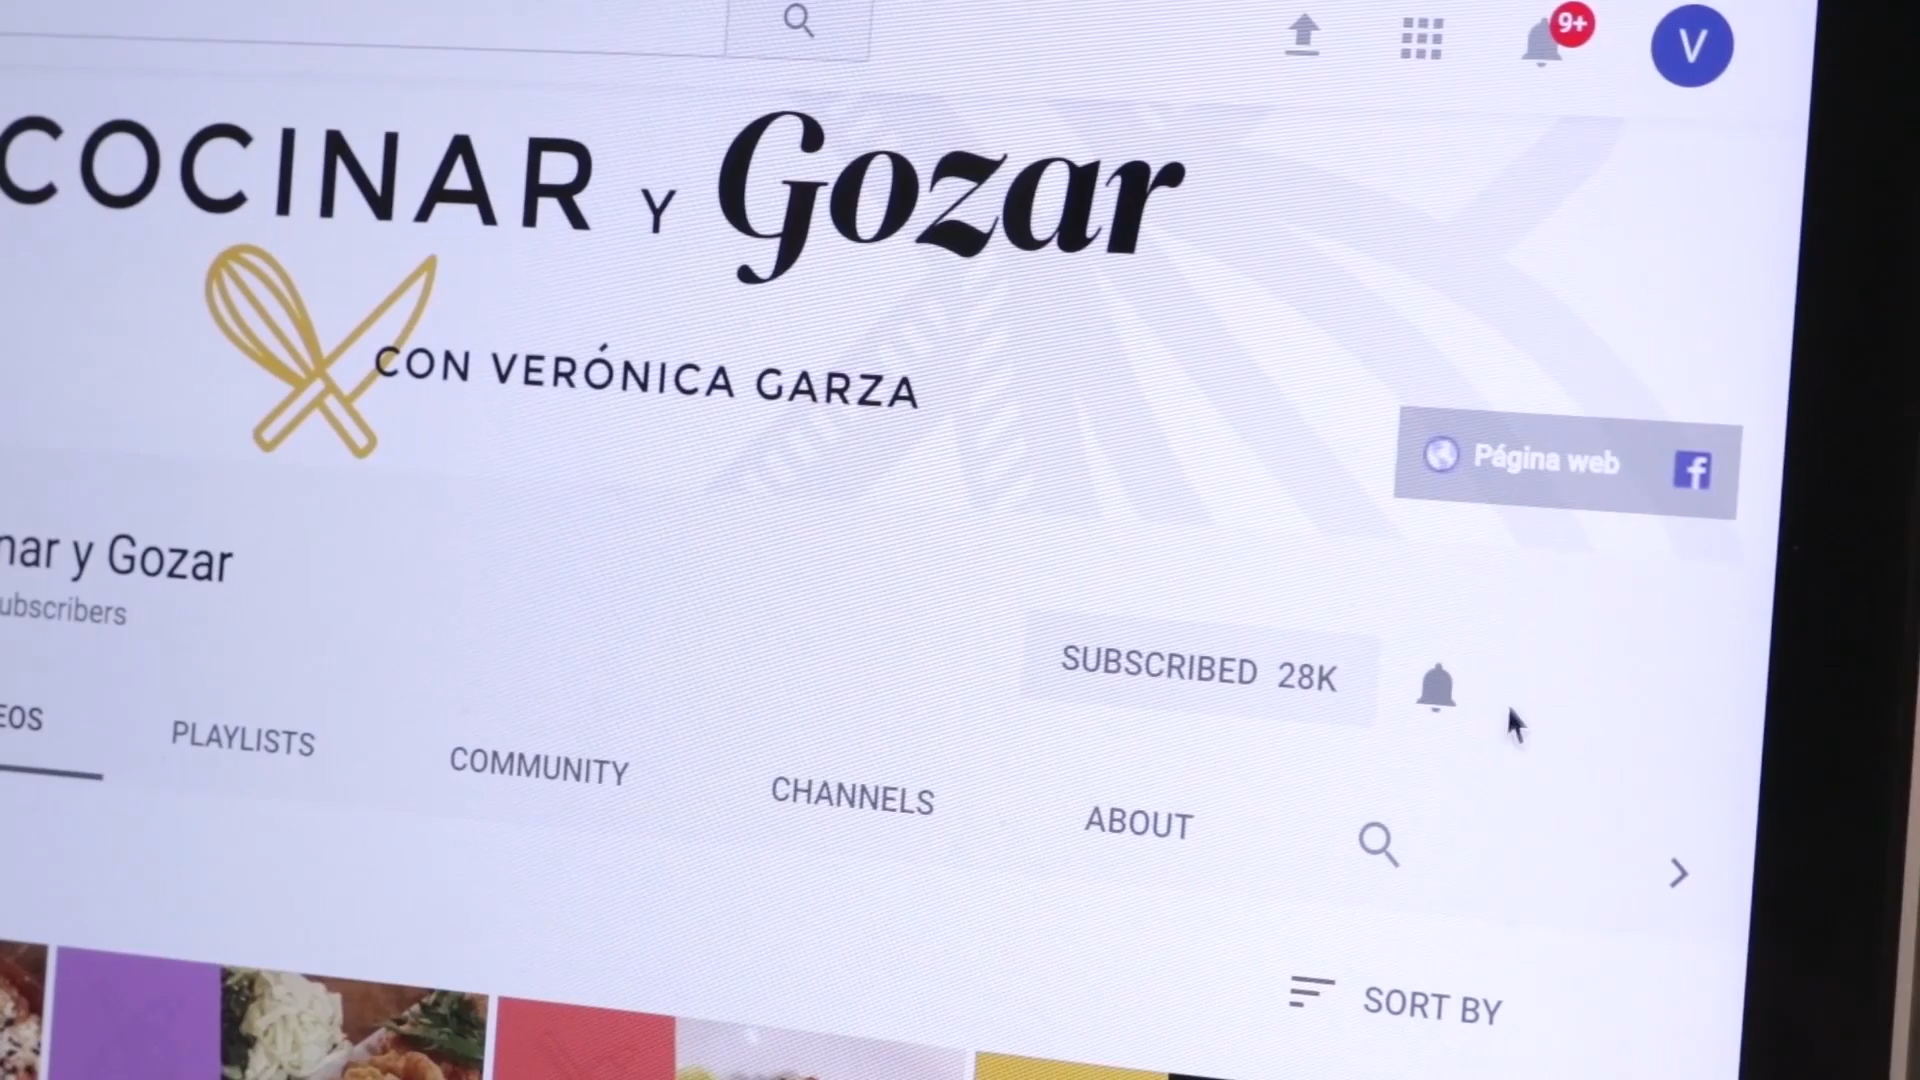 9+
V
COCINAR Y Gozar
CON VERÓNICA GARZA
Página web
nar y Gozar
ubscribers
SUBSCRIBED 28K
EOS PLAYLISTS COMMUNITY CHANNELS ABOUT
SORT BY